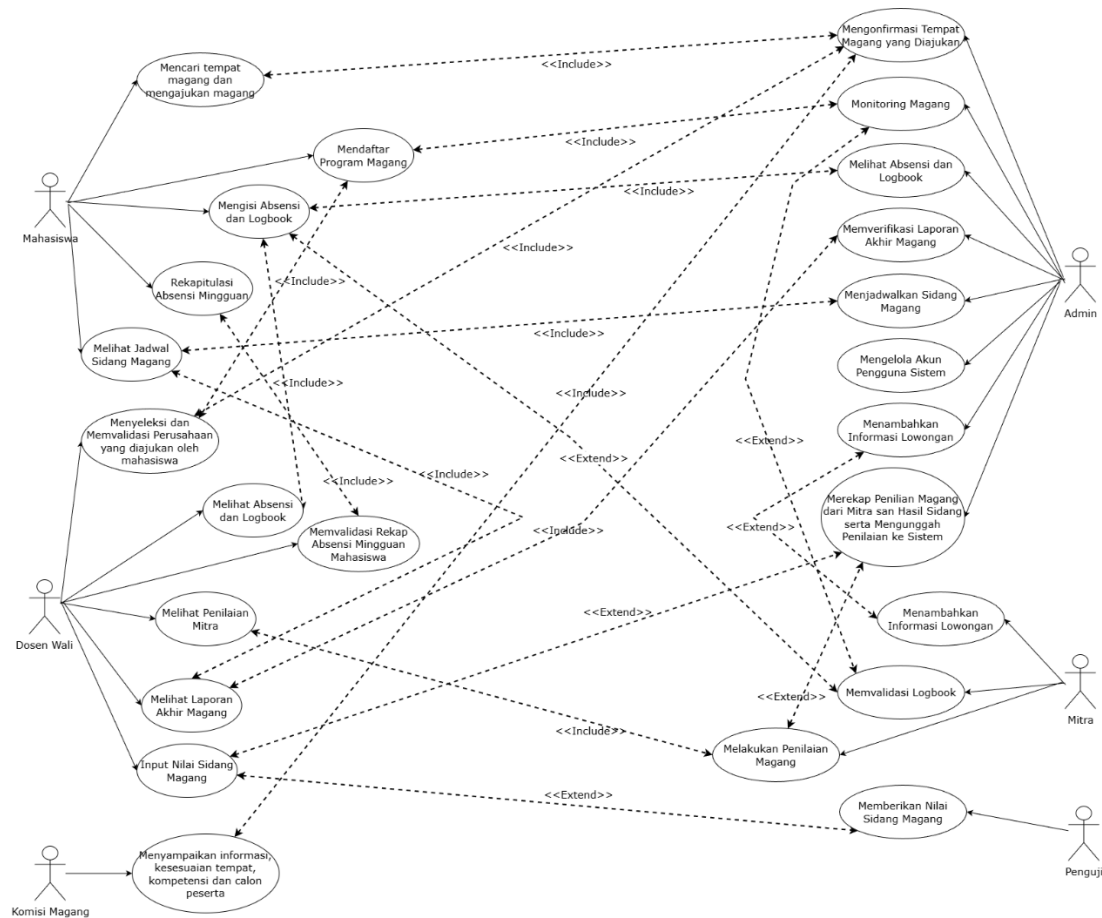 Mengonfirmasi Tempat
Magang yang Diajukan
<<Include>>
Mencari tempat
magang dan
mengajukan magang
Monitoring Magang
<<Include>>
Mendaftar
Program Magang
Melihat Absensi dan
Logbook
Mahasiswa
Mengisi Absensi
dan Logbook
<<Include>>
Memverifikasi Laporan
Akhir Magang
<<Include>>
<<Include>>
Rekapitulasi
Absensi Mingguan
Menjadwalkan Sidang
Magang
Admin
<<Include>>
Melihat Jadwal
Sidang Magang
Mengelola Akun
Pengguna Sistem
<<Include>>
Menyeleksi dan
Memvalidasi Perusahaan
yang diajukan oleh
mahasiswa
Menambahkan
Informasi Lowongan
<<Extend>>
<<Extend>>
<<Include>>
<<Include>>
Melihat Absensi
dan Logbook
Merekap Penilian Magang
dari Mitra san Hasil Sidang
serta Mengunggah
Penilaian ke Sistem
<<Extend>>
<<Include>>
Memvalidasi Rekap
Absensi Mingguan
Mahasiswa
Melihat Penilaian
Mitra
<<Extend>>
Menambahkan
Informasi Lowongan
Dosen Wali
Melihat Laporan
Akhir Magang
<<Extend>>
Memvalidasi Logbook
Mitra
<<Include>>
Melakukan Penilaian
Magang
Input Nilai Sidang
Magang
<<Extend>>
Memberikan Nilai
Sidang Magang
Penguji
Menyampaikan informasi,
kesesuaian tempat,
kompetensi dan calon
peserta
Komisi Magang